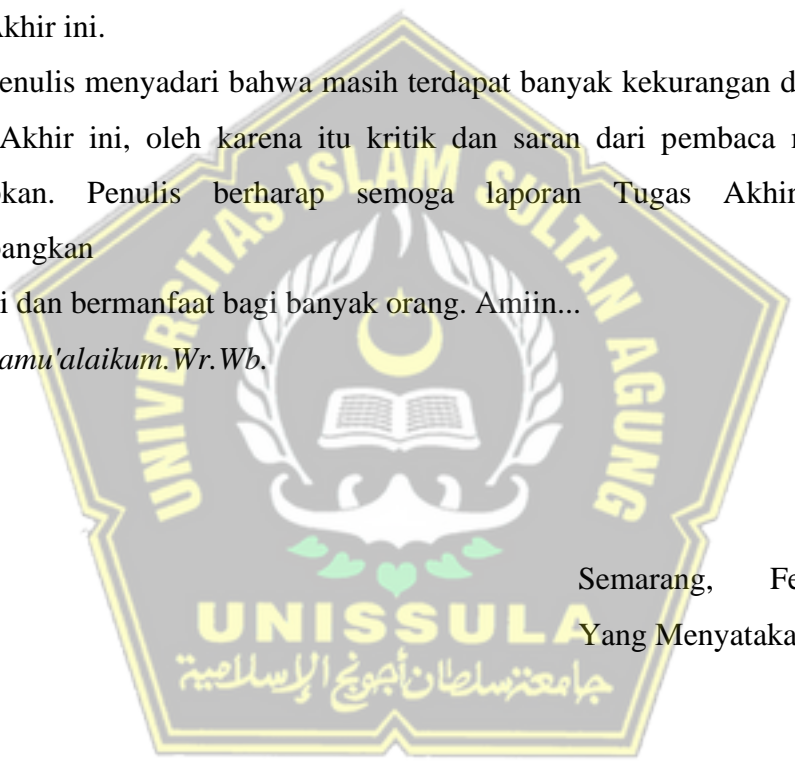 Akhir ini.
enulis menyadari bahwa masih terdapat banyak kekurangan d
Akhir ini, oleh karena itu kritik dan saran dari pembaca
kan. Penulis berharap semoga laporan Tugas Akhir
bangkan
i dan bermanfaat bagi banyak orang. Amiin...
amu'alaikum.Wr.Wb.
UNIVERSITAS ISLAM SULTAN AGUNG
Semarang, Fe
Yang Menyataka
UNISSULA
جامعة سلطان أجونج الإسلامية